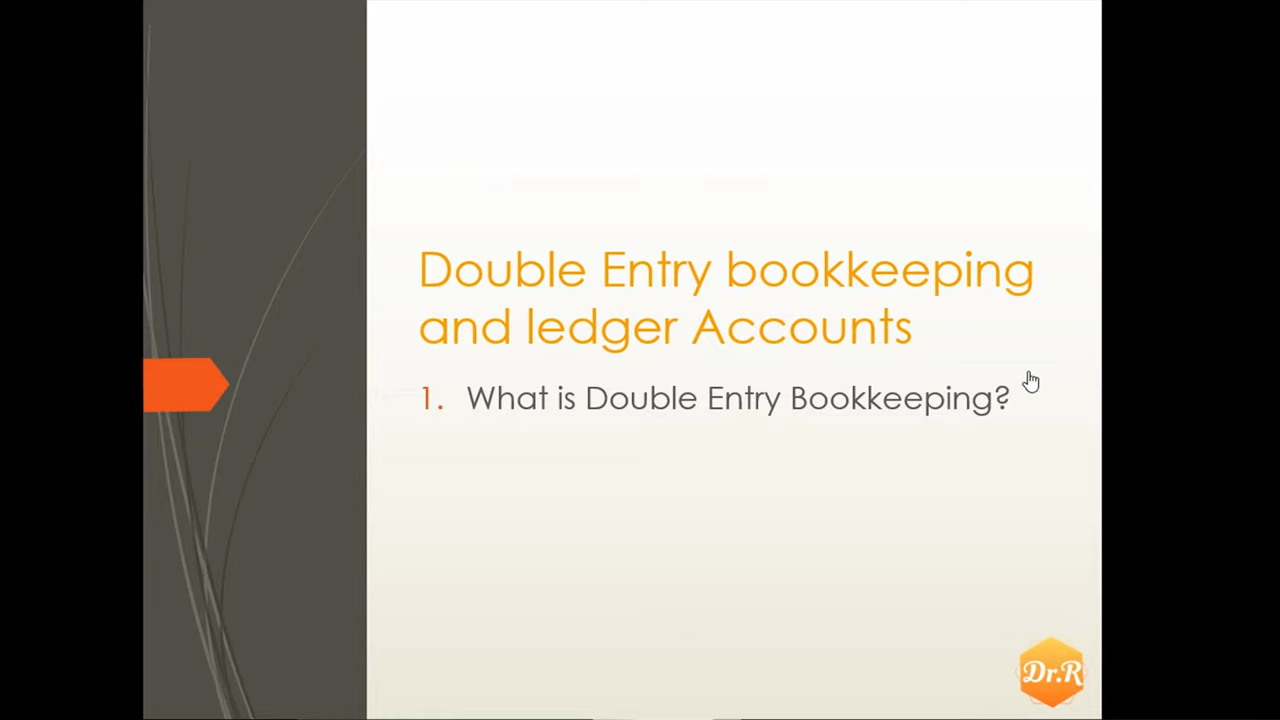 Double Entry bookkeeping
and ledger Accounts
1. What is Double Entry Bookkeeping?
Dr.R